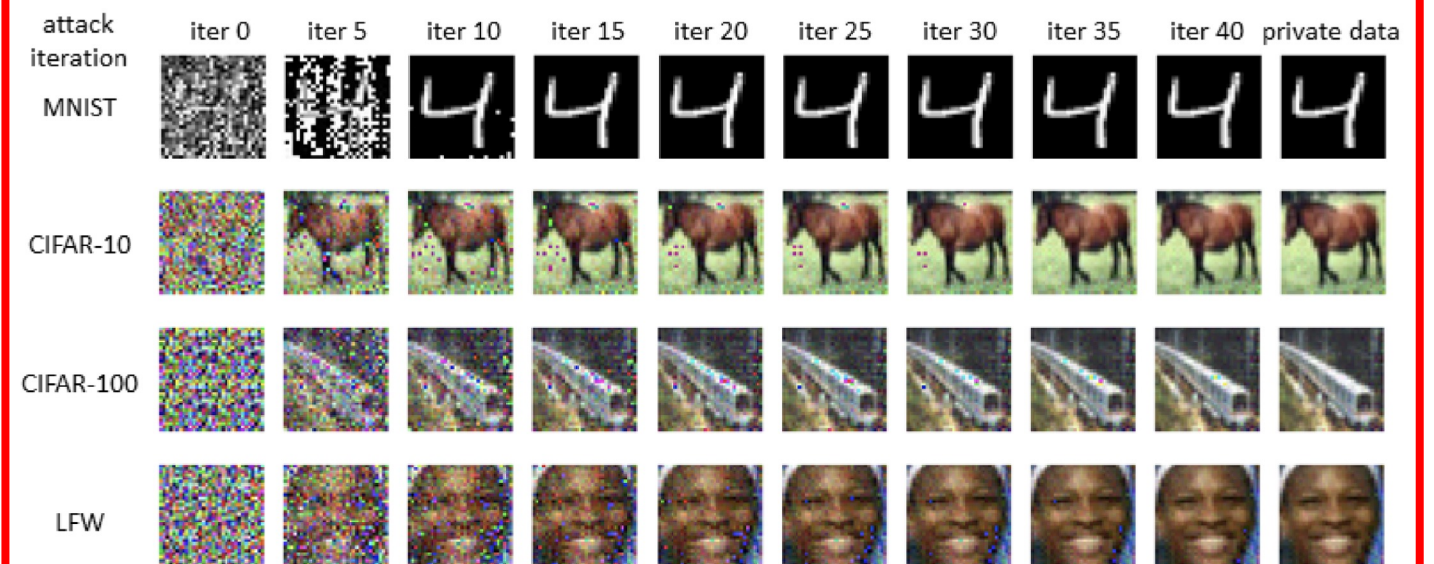 attack iteration
iter 0 iter 5 iter 10 iter 15 iter 20 iter 25 iter 30 iter 35 iter 40 private data
MNIST
CIFAR-10
CIFAR-100
LFW